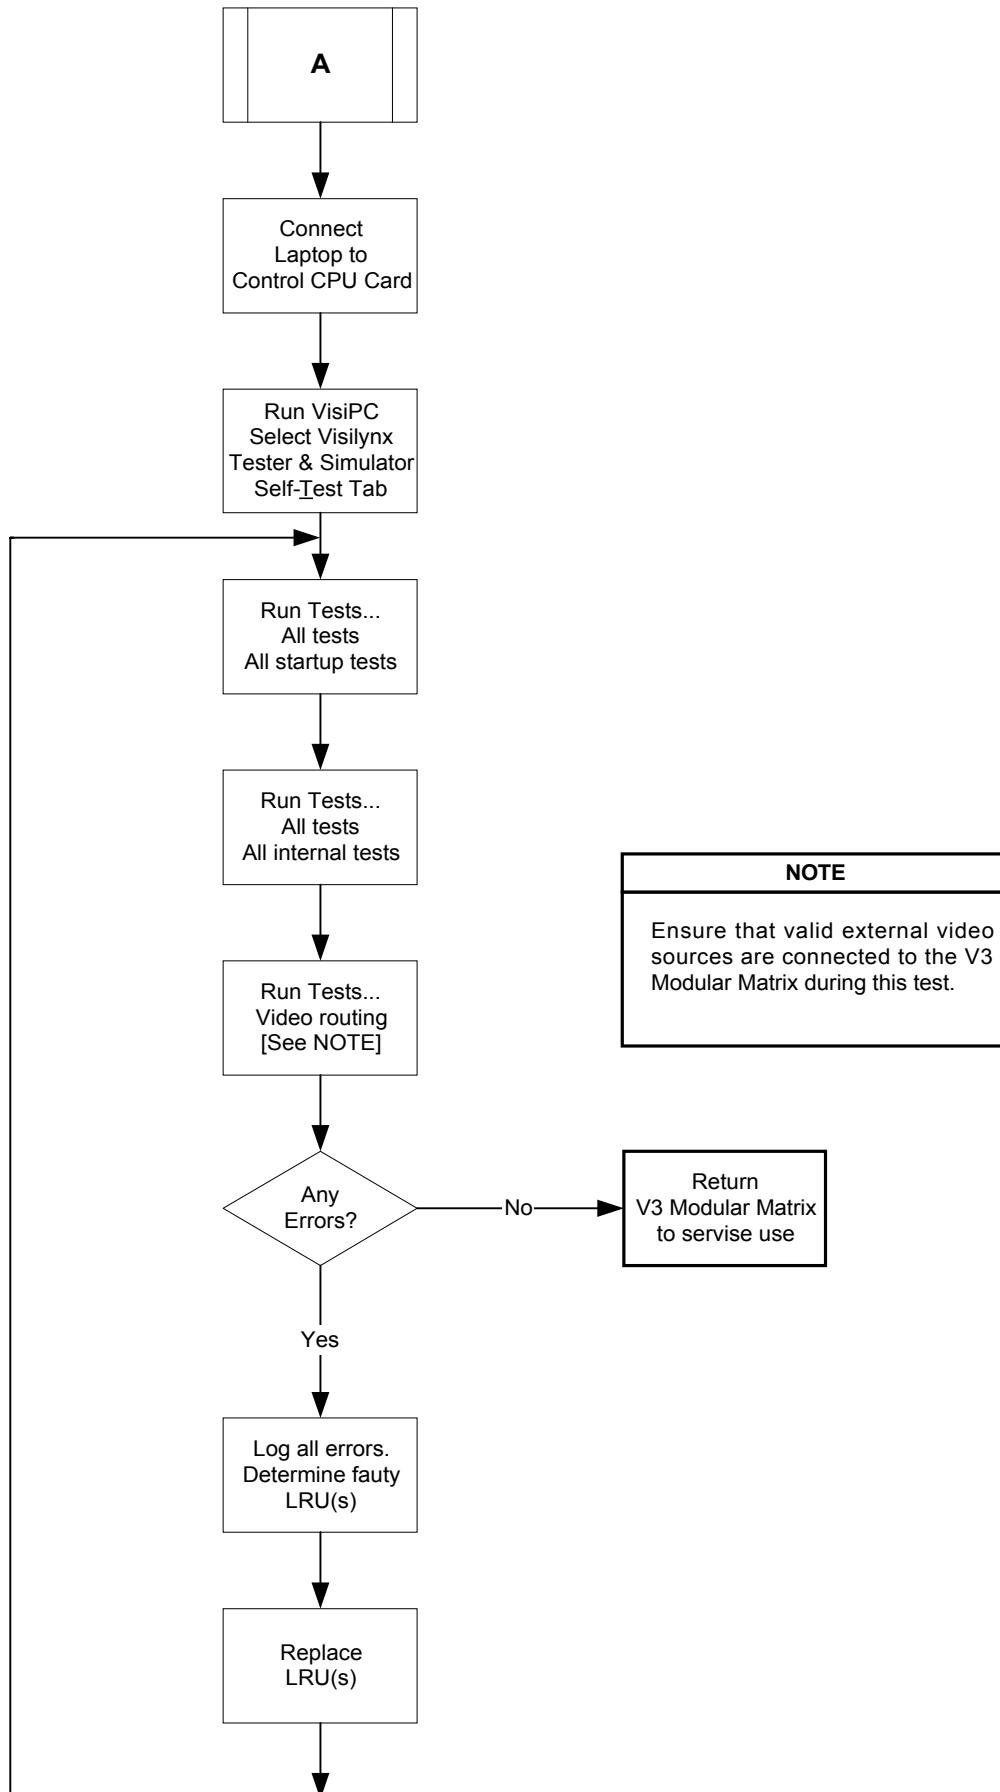 A
Connect
Laptop to
Control CPU Card
Run VisiPC
Select Visilynx
Tester & Simulator
Self-Test Tab
Run Tests...
All tests
All startup tests
Run Tests...
All tests
All internal tests
NOTE
Ensure that valid external video
sources are connected to the V3
Modular Matrix during this test.
Run Tests...
Video routing
[See NOTE]
Any
Errors?
No
Return
V3 Modular Matrix
to servise use
Yes
Log all errors.
Determine fauty
LRU(s)
Replace
LRU(s)